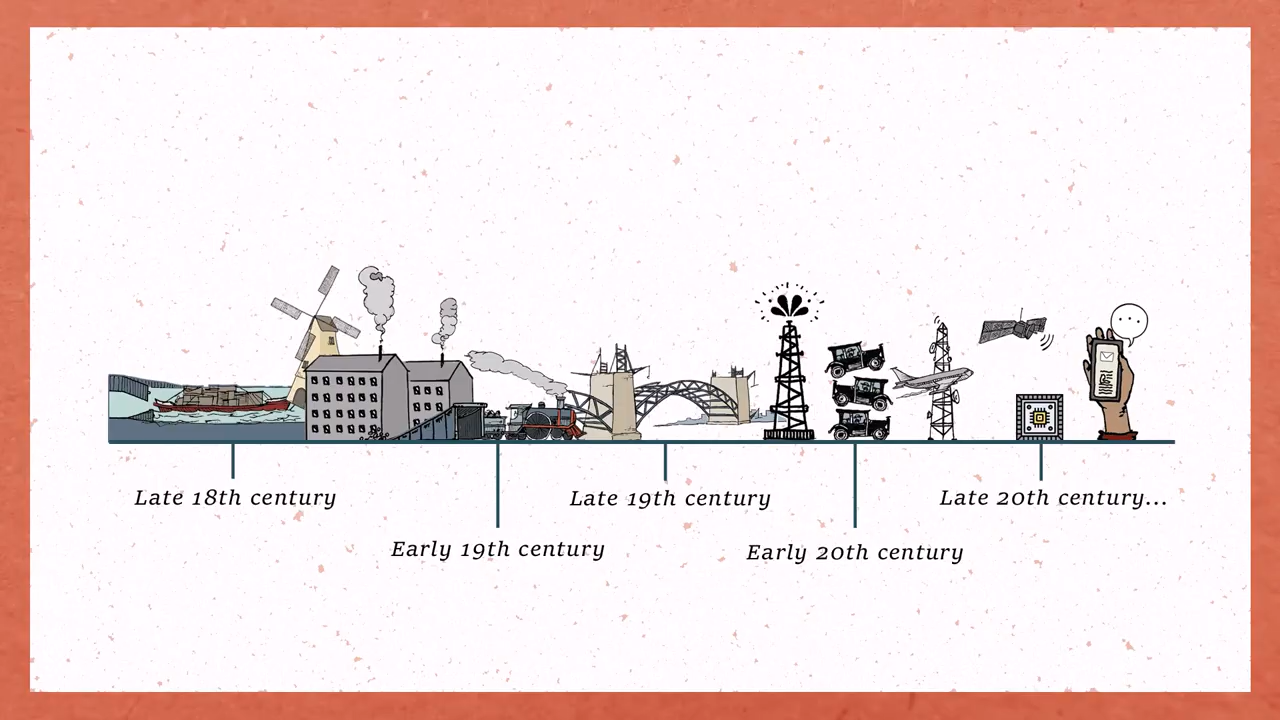 Late 18th century
Early 19th century
Late 19th century
Early 20th century
Late 20th century...